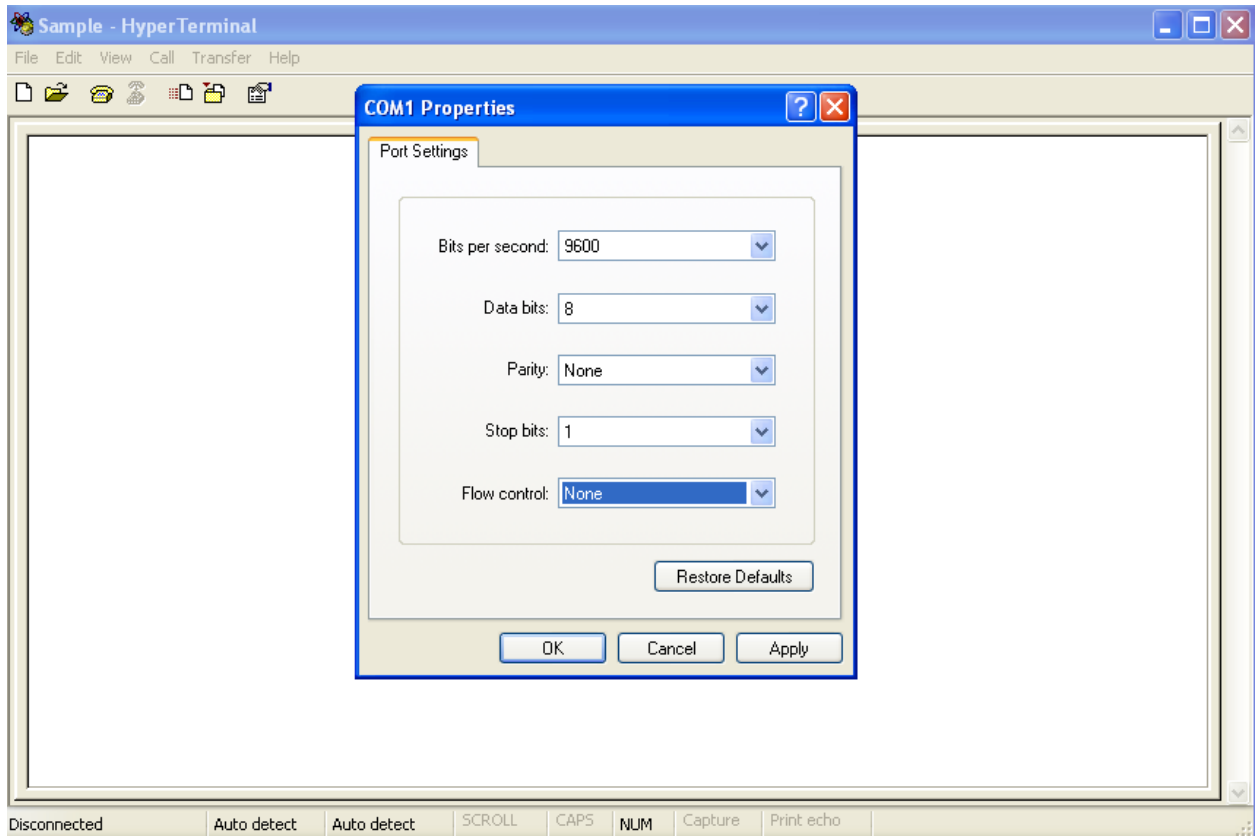 Sample - HyperTerminal
File Edit View Call Transfer Help
COM1 Properties
Port Settings
Bits per second: 9600
Data bits: 8
Parity: None
Stop bits: 1
Flow control: None
Restore Defaults
OK Cancel Apply
Disconnected Auto detect Auto detect SCROLL CAPS NUM Capture Print echo